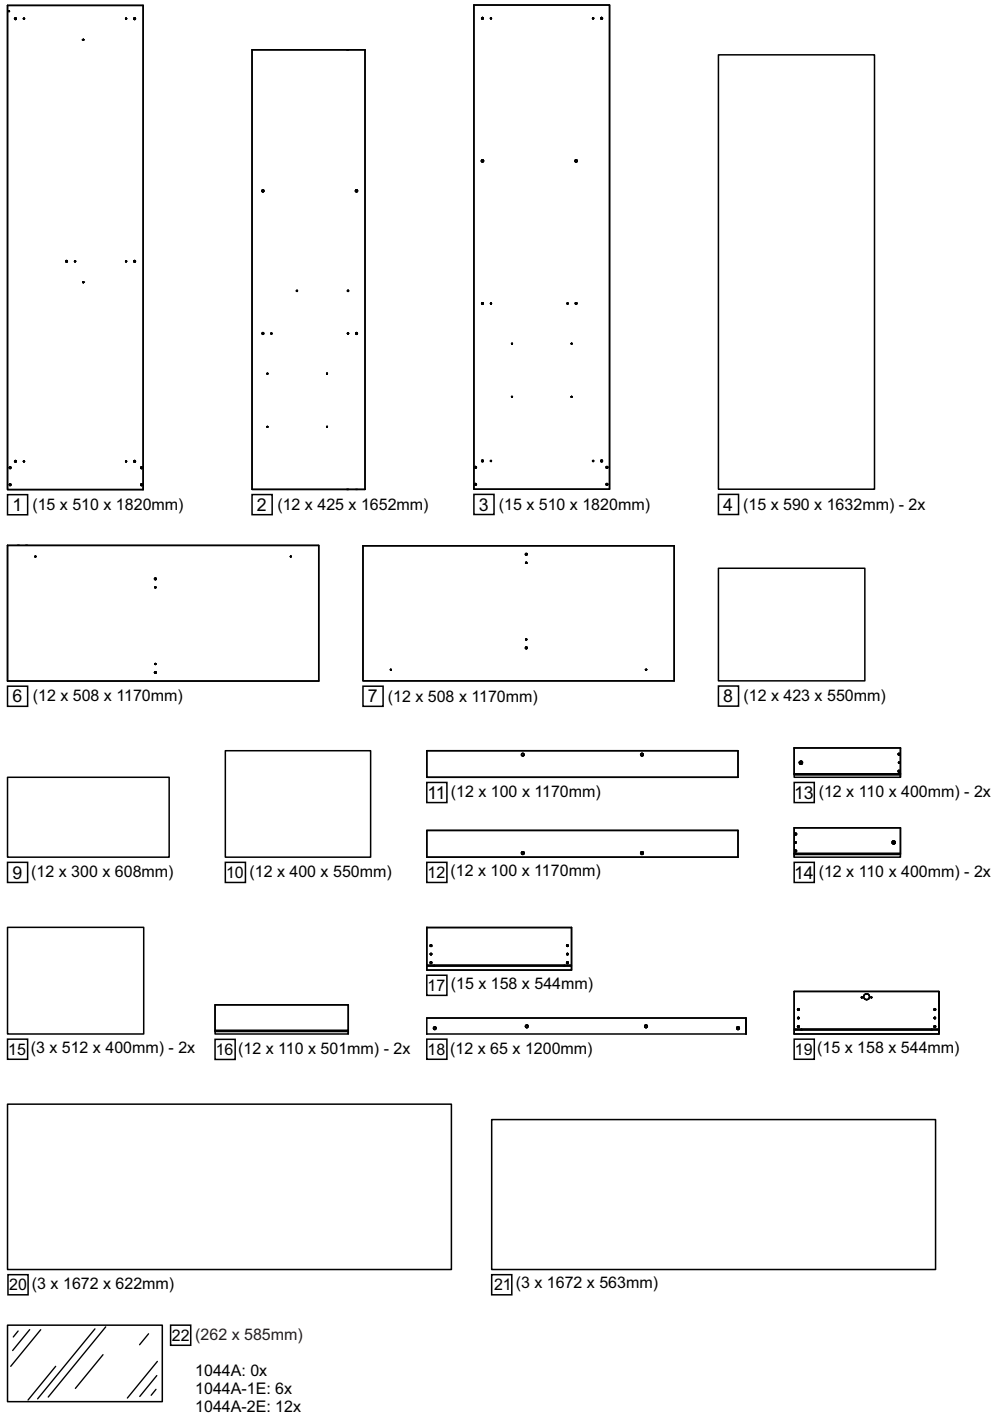 1 (15 x 510 x 1820mm)
2 (12 x 425 x 1652mm)
3 (15 x 510 x 1820mm)
4 (15 x 590 x 1632mm) - 2x
6 (12 x 508 x 1170mm)
7 (12 x 508 x 1170mm)
8 (12 x 423 x 550mm)
9 (12 x 300 x 608mm)
10 (12 x 400 x 550mm)
11 (12 x 100 x 1170mm)
12 (12 x 100 x 1170mm)
13 (12 x 110 x 400mm) - 2x
14 (12 x 110 x 400mm) - 2x
15 (3 x 512 x 400mm) - 2x
16 (12 x 110 x 501mm) - 2x
17 (15 x 158 x 544mm)
18 (12 x 65 x 1200mm)
19 (15 x 158 x 544mm)
20 (3 x 1672 x 622mm)
21 (3 x 1672 x 563mm)
22 (262 x 585mm)
1044A: 0x
1044A-1E: 6x
1044A-2E: 12x